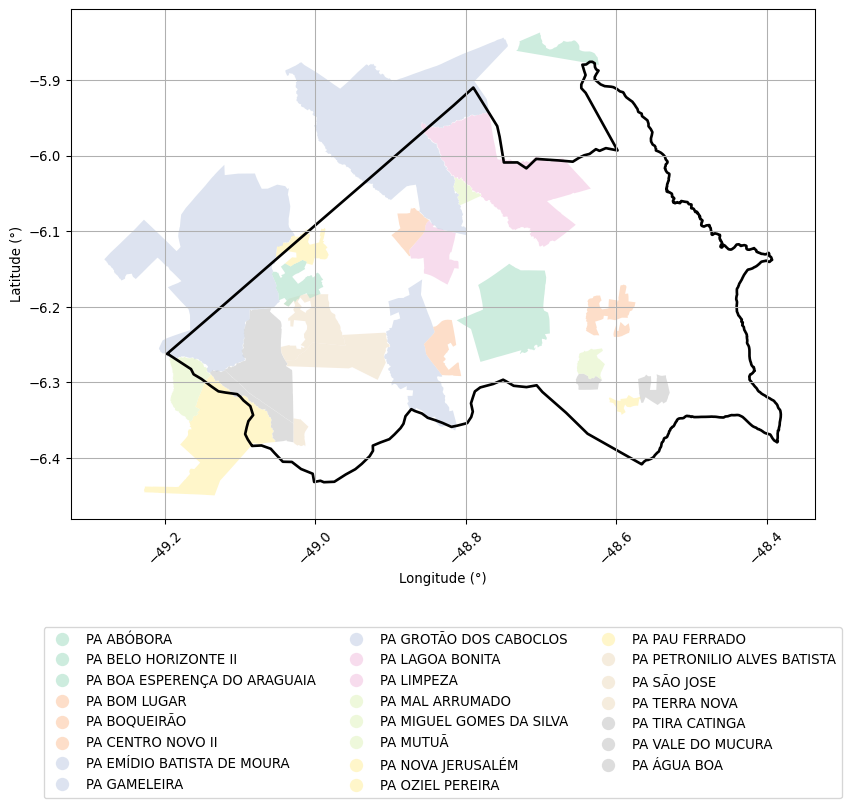 −5.9
−6.0
−6.1
−6.2
−6.3
−6.4
Latitude (°)
−49.2
−49.0
−48.8
−48.6
−48.4
Longitude (°)
PA ABÓBORA
PA BELO HORIZONTE II
PA BOA ESPERENÇA DO ARAGUAIA
PA BOM LUGAR
PA BOQUEIRÃO
PA CENTRO NOVO II
PA EMÍDIO BATISTA DE MOURA
PA GAMELEIRA
PA GROTÃO DOS CABOCLOS
PA LAGOA BONITA
PA LIMPEZA
PA MAL ARRUMADO
PA MIGUEL GOMES DA SILVA
PA MUTUÃ
PA NOVA JERUSALÉM
PA OZIEL PEREIRA
PA PAU FERRADO
PA PETRONILIO ALVES BATISTA
PA SÃO JOSE
PA TERRA NOVA
PA TIRA CATINGA
PA VALE DO MUCURA
PA ÁGUA BOA